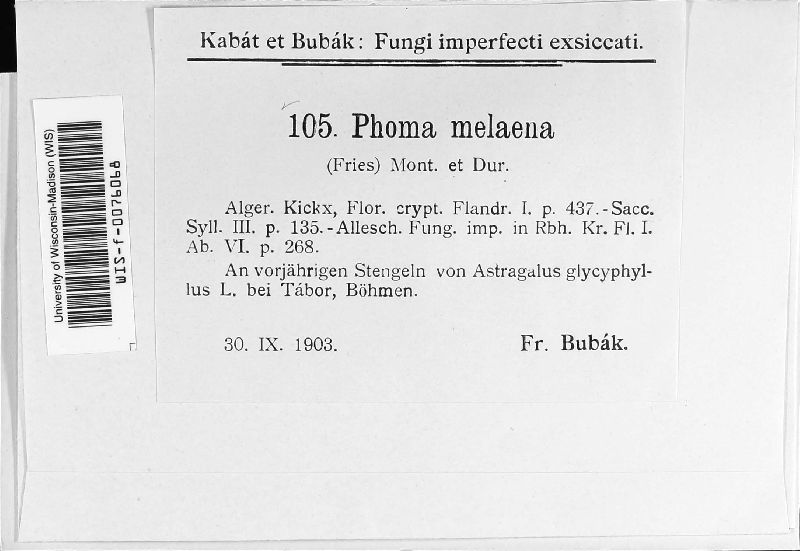 Kabát et Bubák: Fungi imperfecti exsiccati.
105. Phoma melaena
(Fries) Mont. et Dur.
Alger. Kickx, Flor. crypt. Flandr. I. p. 437.-Sacc.
Syll. III. p. 135.-Allesch. Fung. imp. in Rbh. Kr. Fl. I.
Ab. VI. p. 268.
An vorjährigen Stengeln von Astragalus glycyphyl-
lus L. bei Tábor, Böhmen.
30. IX. 1903.
Fr. Bubák.
University of Wisconsin-Madison (WIS)
WIS-f-0076068